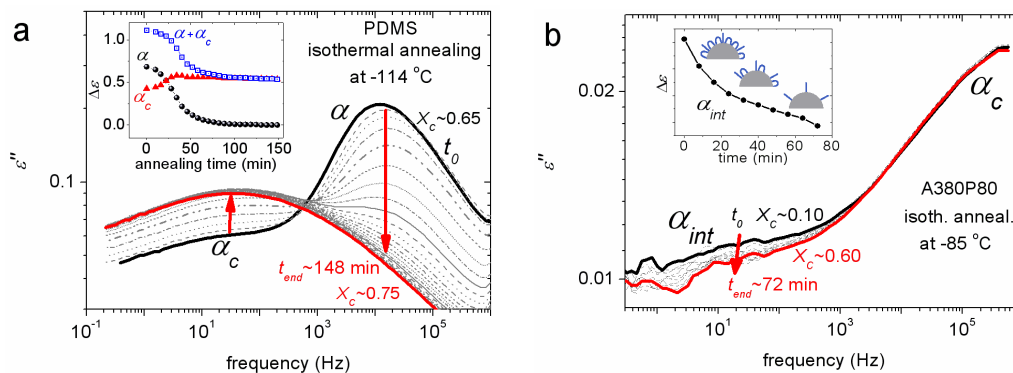 a
PDMS
isothermal annealing
at -114 °C
α
X_c~0.65
t_0
α_c
t_end~148 min
X_c~0.75
0.1
ε''
10^-1 10^1 10^3 10^5
frequency (Hz)
α+α_c
α
α_c
1.0
0.5
0.0
Δε
0 50 100 150
annealing time (min)
b
α_c
α_int
t_0 X_c~0.10
X_c~0.60
t_end~72 min
A380P80
isoth. anneal.
at -85 °C
0.02
0.01
ε''
10^1 10^3 10^5
frequency (Hz)
Δε
α_int
0 20 40 60 80
time (min)